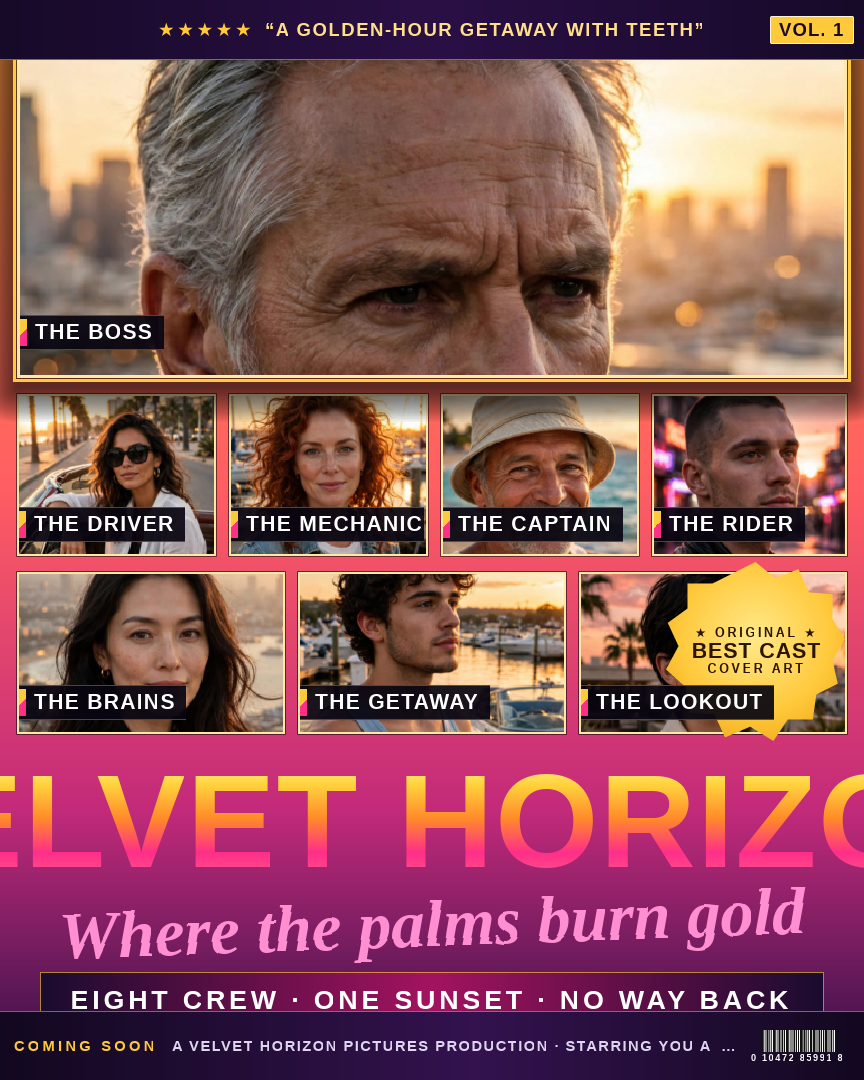 ★★★★★ “A GOLDEN-HOUR GETAWAY WITH TEETH”
VOL. 1
THE BOSS
THE DRIVER
THE MECHANIC
THE CAPTAIN
THE RIDER
THE BRAINS
THE GETAWAY
THE LOOKOUT
★ ORIGINAL ★
BEST CAST
COVER ART
ELVET HORIZO
Where the palms burn gold
EIGHT CREW · ONE SUNSET · NO WAY BACK
COMING SOON
A VELVET HORIZON PICTURES PRODUCTION · STARRING YOU A …
0 10472 85991 8